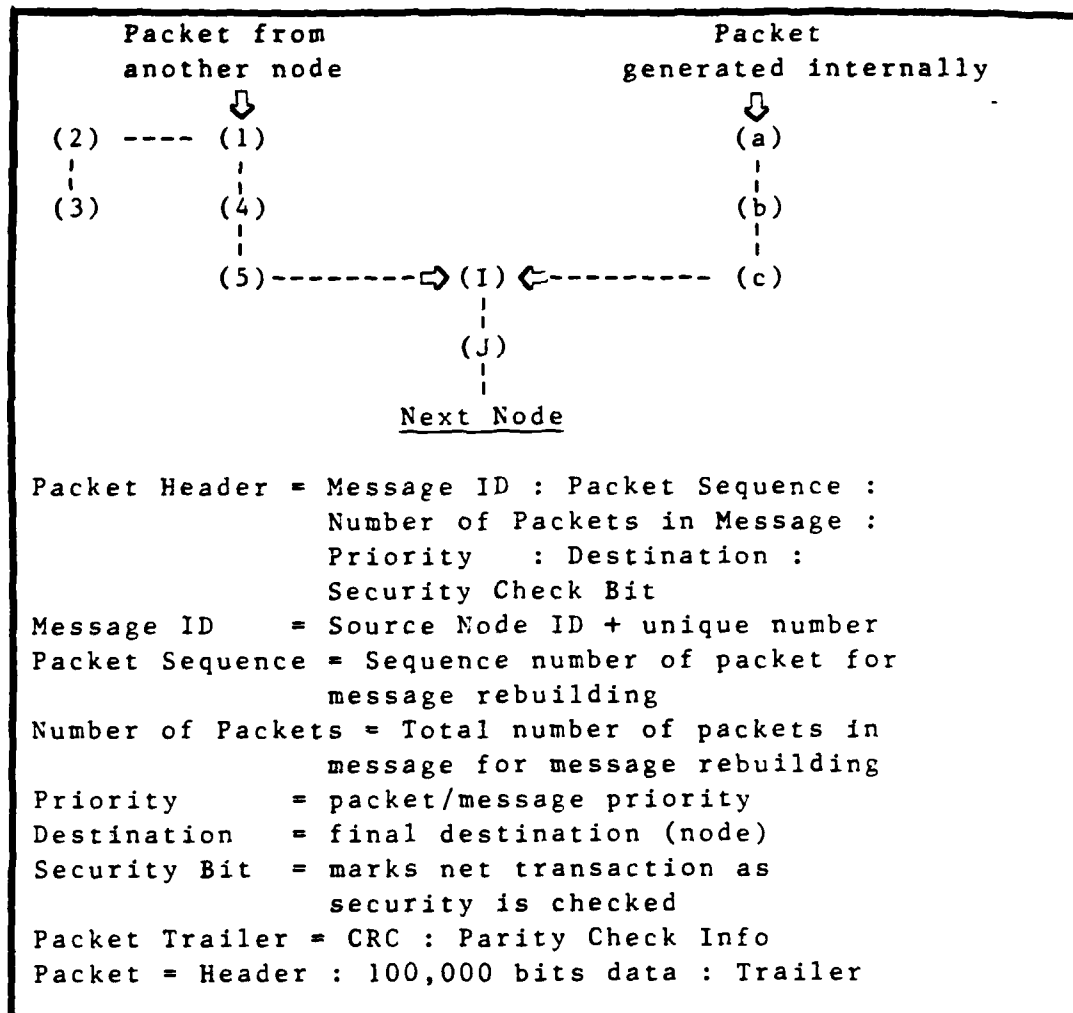 Packet from Packet
another node generated internally
(2) ---- (1) (a)
(3) (4) (b)
(5)--------⇨(I)⇦---------- (c)
(J)
Next Node
Packet Header = Message ID : Packet Sequence :
Number of Packets in Message :
Priority : Destination :
Security Check Bit
Message ID = Source Node ID + unique number
Packet Sequence = Sequence number of packet for
message rebuilding
Number of Packets = Total number of packets in
message for message rebuilding
Priority = packet/message priority
Destination = final destination (node)
Security Bit = marks net transaction as
security is checked
Packet Trailer = CRC : Parity Check Info
Packet = Header : 100,000 bits data : Trailer